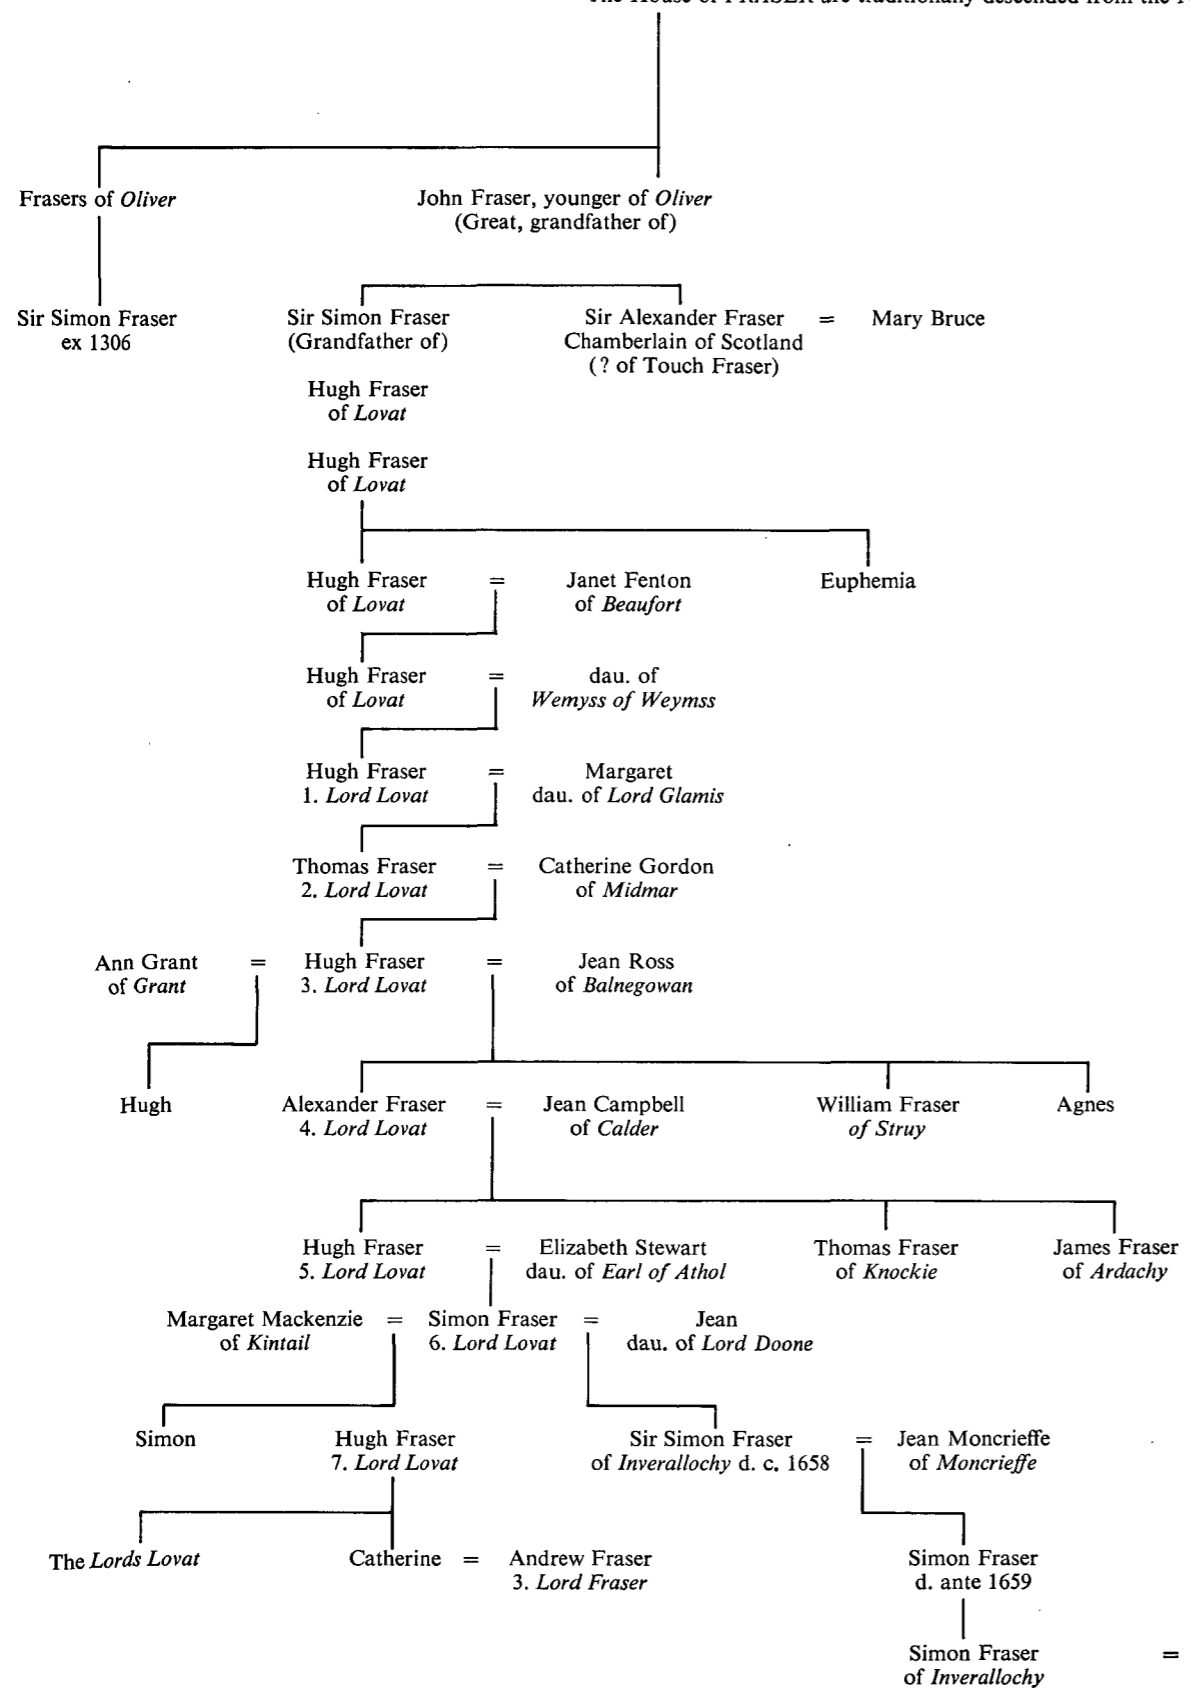 The House of FRASER are traditionally descended from the
Frasers of Oliver
John Fraser, younger of Oliver
(Great, grandfather of)
Sir Simon Fraser
ex 1306
Sir Simon Fraser
(Grandfather of)
Sir Alexander Fraser
Chamberlain of Scotland
(? of Touch Fraser)
=
Mary Bruce
Hugh Fraser
of Lovat
Hugh Fraser
of Lovat
Hugh Fraser
of Lovat
=
Janet Fenton
of Beaufort
Euphemia
Hugh Fraser
of Lovat
=
dau. of
Wemyss of Weymss
Hugh Fraser
1. Lord Lovat
=
Margaret
dau. of Lord Glamis
Thomas Fraser
2. Lord Lovat
=
Catherine Gordon
of Midmar
Ann Grant
of Grant
=
Hugh Fraser
3. Lord Lovat
=
Jean Ross
of Balnegowan
Hugh
Alexander Fraser
4. Lord Lovat
=
Jean Campbell
of Calder
William Fraser
of Struy
Agnes
Hugh Fraser
5. Lord Lovat
=
Elizabeth Stewart
dau. of Earl of Athol
Thomas Fraser
of Knockie
James Fraser
of Ardachy
Margaret Mackenzie
of Kintail
=
Simon Fraser
6. Lord Lovat
=
Jean
dau. of Lord Doone
Simon
Hugh Fraser
7. Lord Lovat
Sir Simon Fraser
of Inverallochy d. c. 1658
=
Jean Moncrieffe
of Moncrieffe
The Lords Lovat
Catherine
=
Andrew Fraser
3. Lord Fraser
Simon Fraser
d. ante 1659
Simon Fraser
of Inverallochy
=